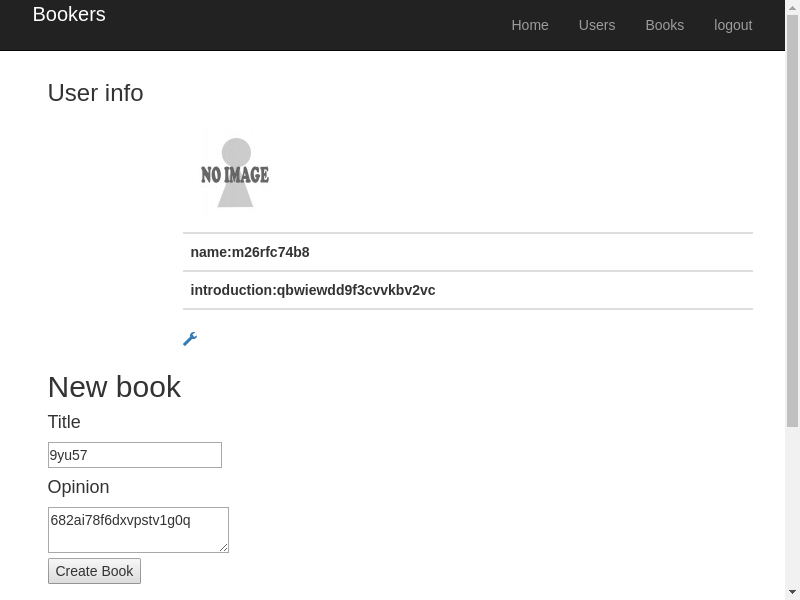 Bookers
Home Users Books logout
User info
NO IMAGE
name:m26rfc74b8
introduction:qbwiewdd9f3cvvkbv2vc
New book
Title
9yu57
Opinion
682ai78f6dxvpstv1g0q
Create Book